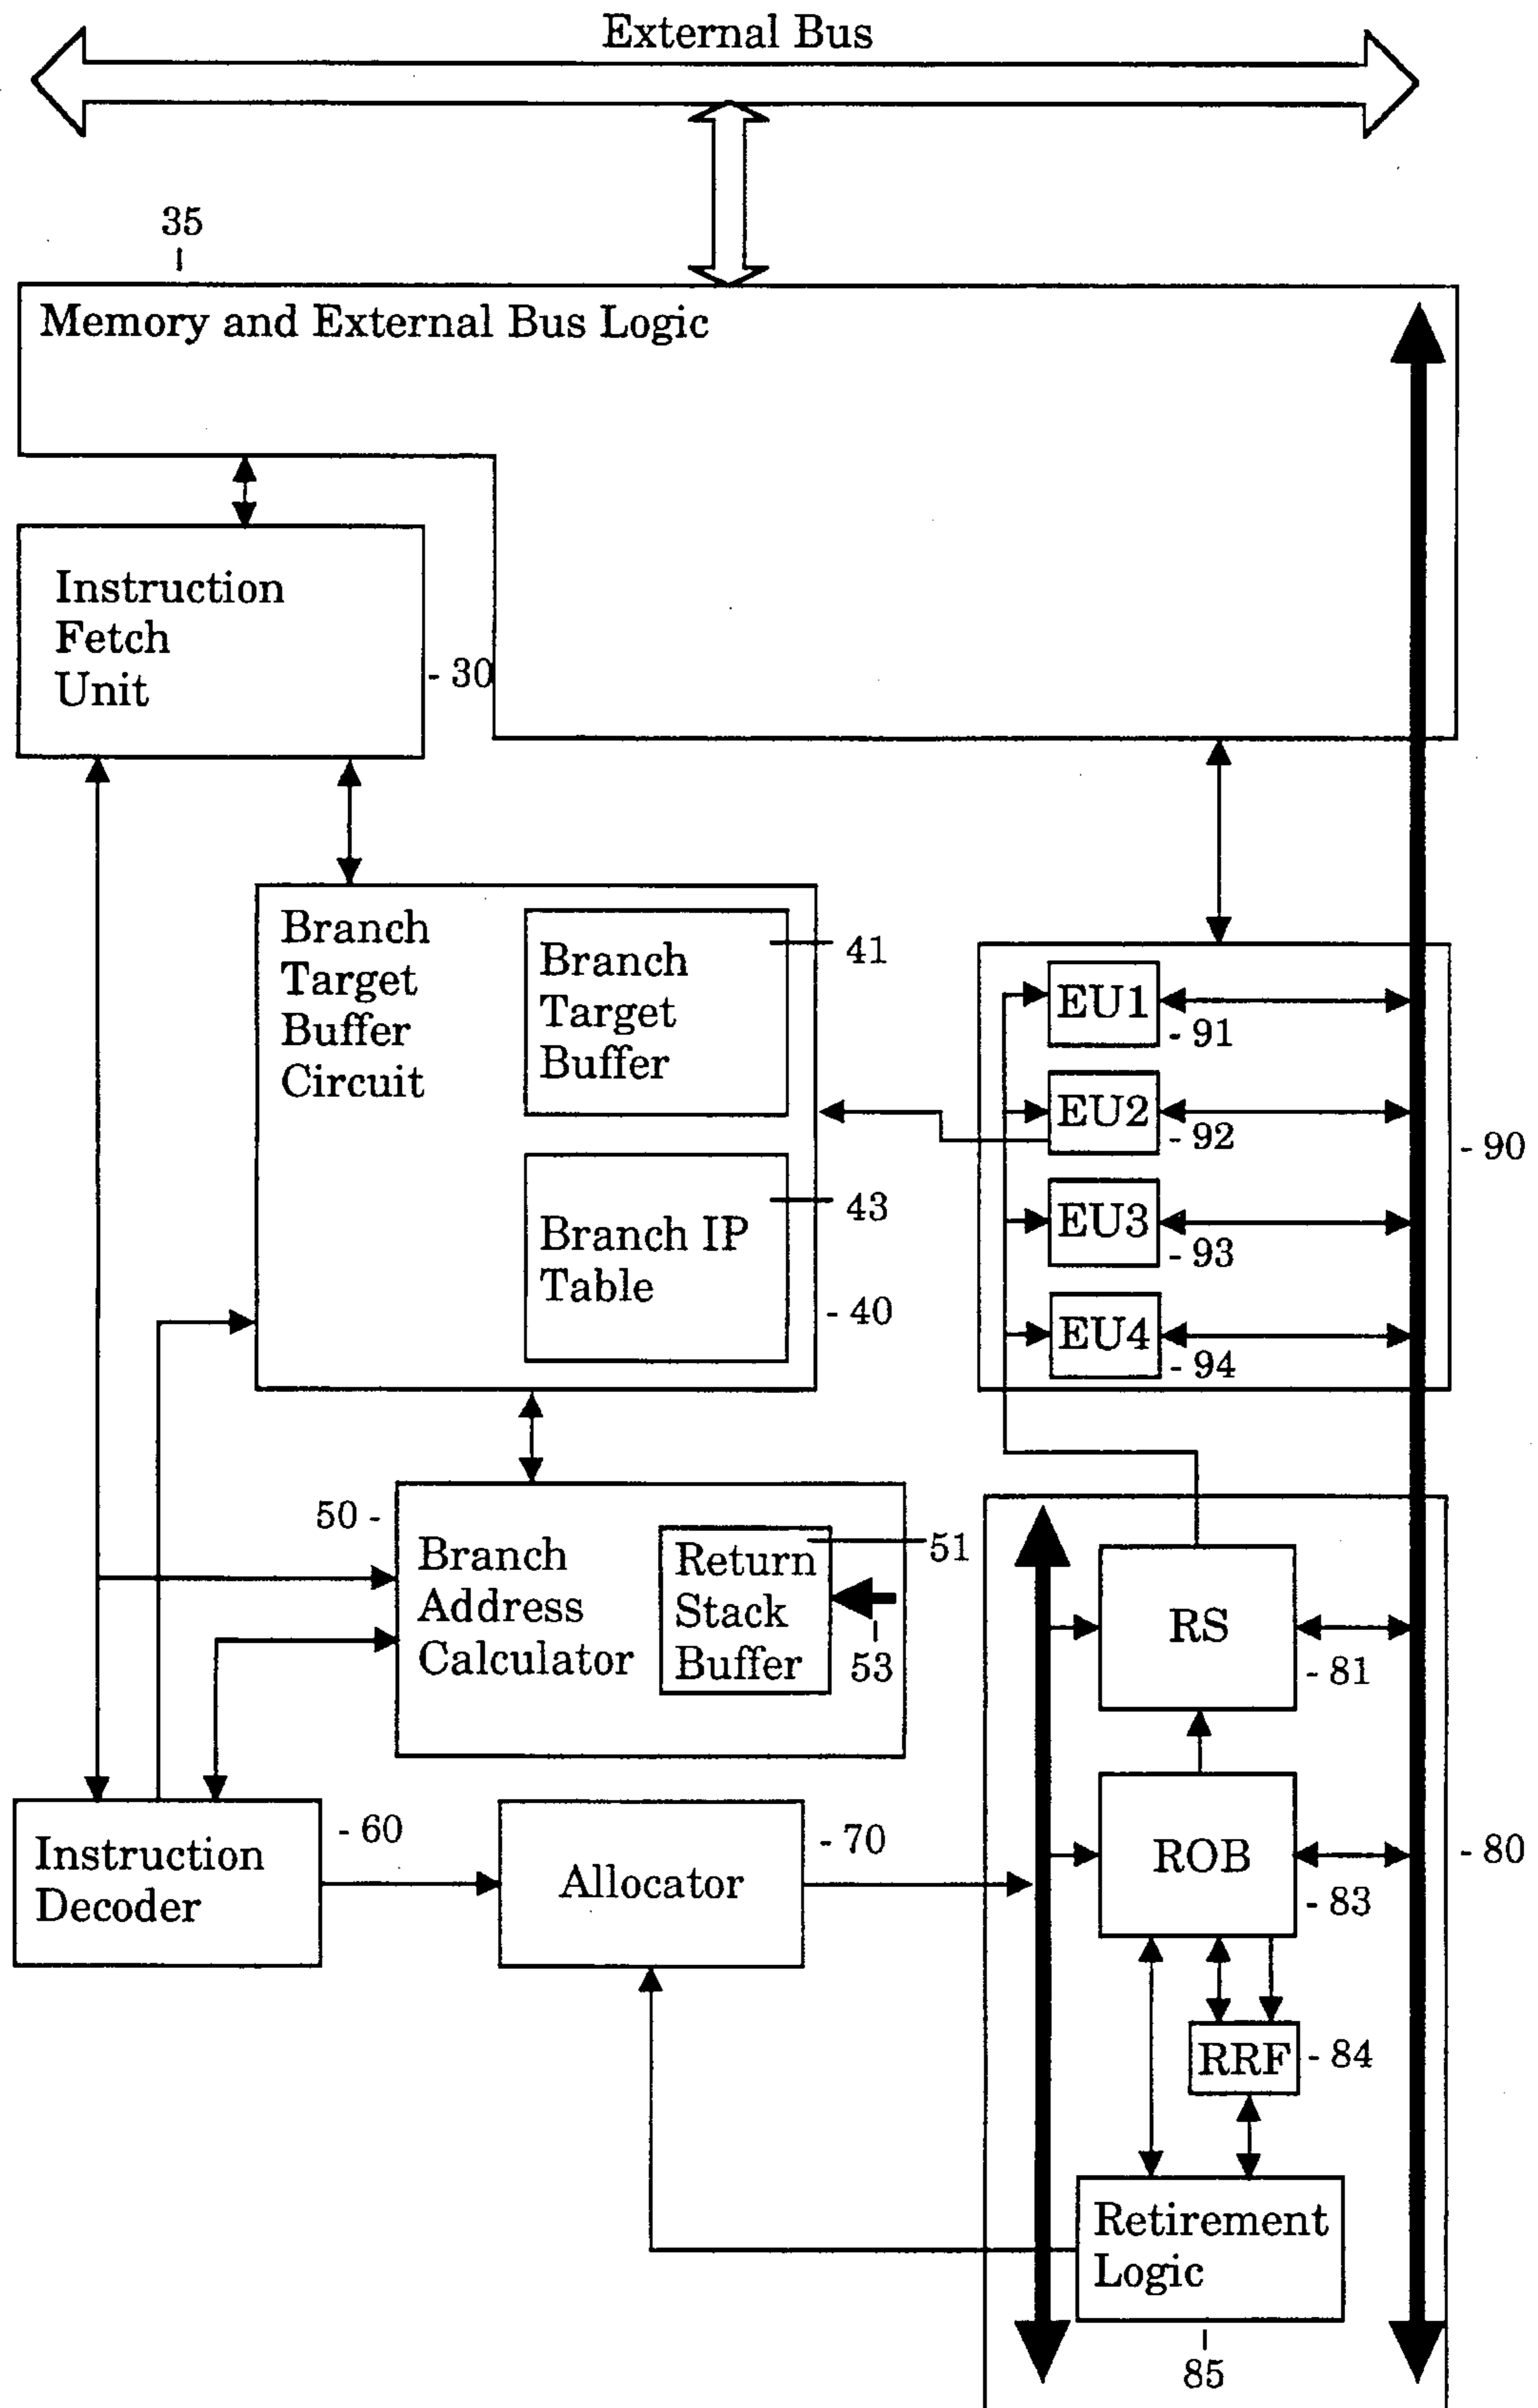 External Bus
35
Memory and External Bus Logic
Instruction
Fetch
Unit
- 30
Branch
Target
Buffer
Circuit
Branch
Target
Buffer
41
Branch IP
Table
43
- 40
EU1
- 91
EU2
- 92
EU3
- 93
EU4
- 94
- 90
50 -
Branch
Address
Calculator
Return
Stack
Buffer
51
53
RS
- 81
Instruction
Decoder
- 60
Allocator
- 70
ROB
- 83
- 80
RRF
- 84
Retirement
Logic
85